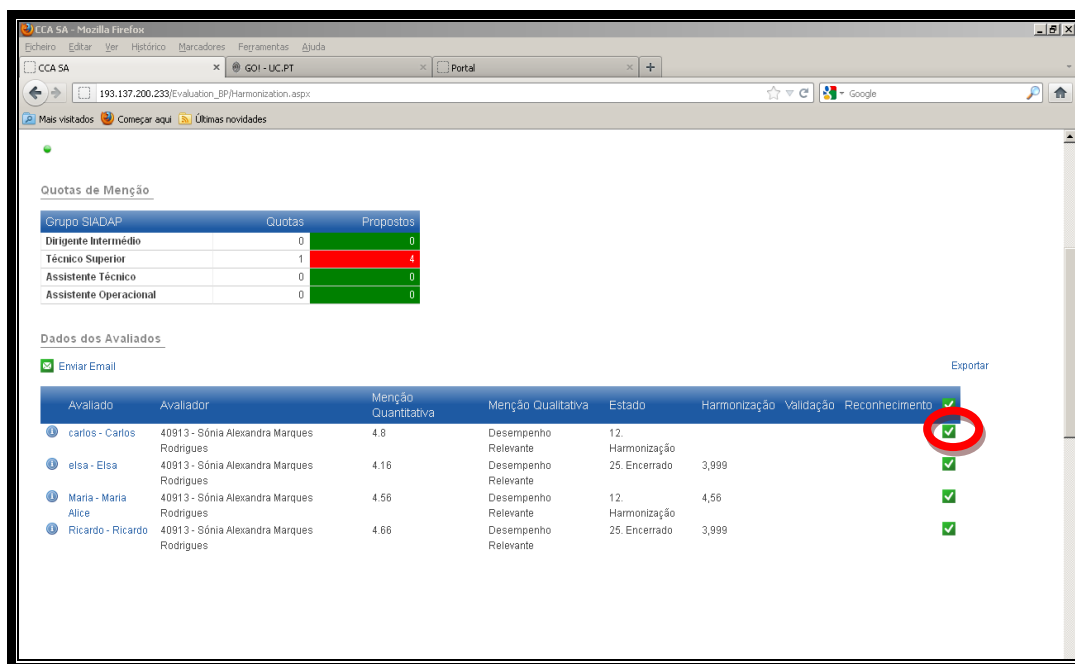 CCA SA - Mozilla Firefox
Ficheiro Editar Ver Histórico Marcadores Ferramentas Ajuda
CCA SA × GO! - UC.PT × Portal × +
193.137.200.233/Evaluation_BP/Harmonization.aspx Google
Mais visitados Começar aqui Últimas novidades
Quotas de Menção
Grupo SIADAP Quotas Propostos
Dirigente Intermédio 0 0
Técnico Superior 1 4
Assistente Técnico 0 0
Assistente Operacional 0 0
Dados dos Avaliados
Enviar Email Exportar
Avaliado Avaliador Menção Quantitativa Menção Qualitativa Estado Harmonização Validação Reconhecimento
carlos - Carlos 40913 - Sónia Alexandra Marques 4.8 Desempenho 12.
Rodrigues Relevante Harmonização
elsa - Elsa 40913 - Sónia Alexandra Marques 4.16 Desempenho 25. Encerrado 3,999
Rodrigues Relevante
Maria - Maria 40913 - Sónia Alexandra Marques 4.56 Desempenho 12. 4,56
Alice Rodrigues Relevante Harmonização
Ricardo - Ricardo 40913 - Sónia Alexandra Marques 4.66 Desempenho 25. Encerrado 3,999
Rodrigues Relevante